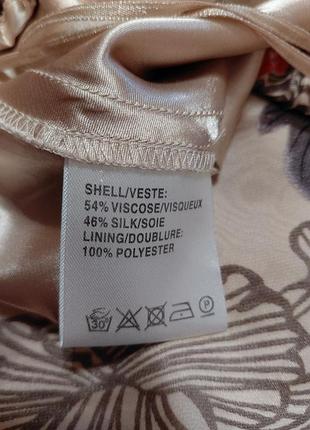 SHELL/VESTE:
54% VISCOSE/VISQUEUX
46% SILK/SOIE
LINING/DOUBLURE:
100% POLYESTER
30° P